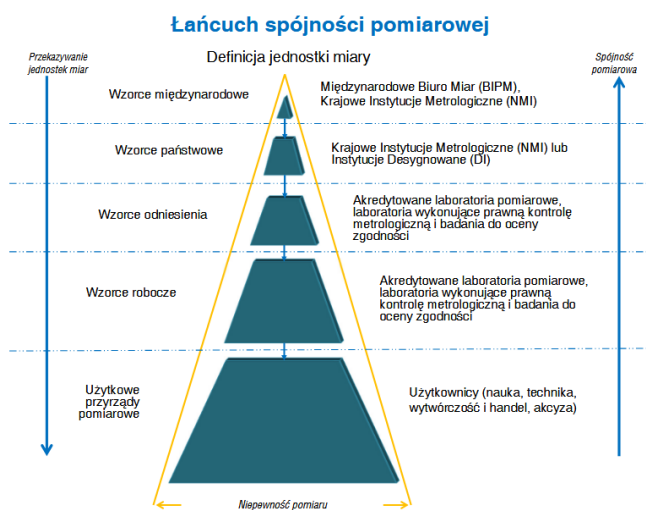 Łańcuch spójności pomiarowej
Definicja jednostki miary
Przekazywanie
jednostek miar
Spójność
pomiarowa
Wzorce międzynarodowe
Międzynarodowe Biuro Miar (BIPM),
Krajowe Instytucje Metrologiczne (NMI)
Wzorce państwowe
Krajowe Instytucje Metrologiczne (NMI) lub
Instytucje Desygnowane (DI)
Wzorce odniesienia
Akredytowane laboratoria pomiarowe,
laboratoria wykonujące prawną kontrolę
metrologiczną i badania do oceny
zgodności
Wzorce robocze
Akredytowane laboratoria pomiarowe,
laboratoria wykonujące prawną
kontrolę metrologiczną i badania do
oceny zgodności
Użytkowe
przyrządy
pomiarowe
Użytkownicy (nauka, technika,
wytwórczość i handel, akcyza)
Niepewność pomiaru